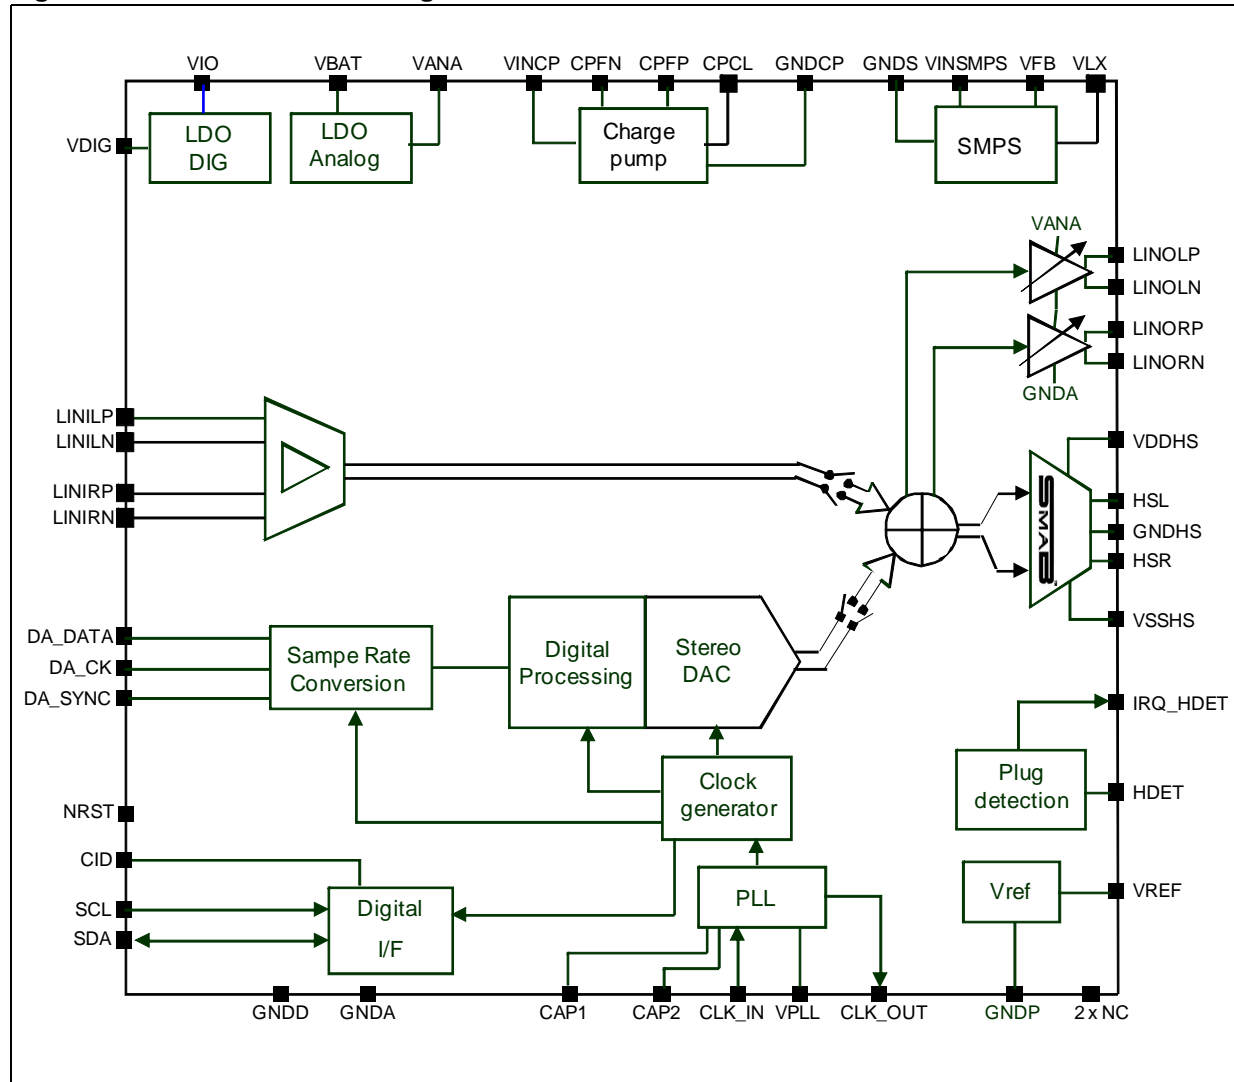 VIO
VBAT
VANA
VINCP
CPFN
CPFP
CPCL
GNDCP
GNDS
VINSMPS
VFB
VLX
VDIG
LDO
DIG
LDO
Analog
Charge
pump
SMPS
VANA
LINOLP
LINOLN
LINORP
LINORN
GNDA
LINILP
LINILN
LINIRP
LINIRN
VDDHS
HSL
GNDHS
HSR
VSSHS
SMAB
DA_DATA
DA_CK
DA_SYNC
Sampe Rate
Conversion
Digital
Processing
Stereo
DAC
IRQ_HDET
Plug
detection
HDET
Clock
generator
NRST
CID
SCL
SDA
Digital
I/F
PLL
Vref
VREF
GNDD
GNDA
CAP1
CAP2
CLK_IN
VPLL
CLK_OUT
GNDP
2 x NC